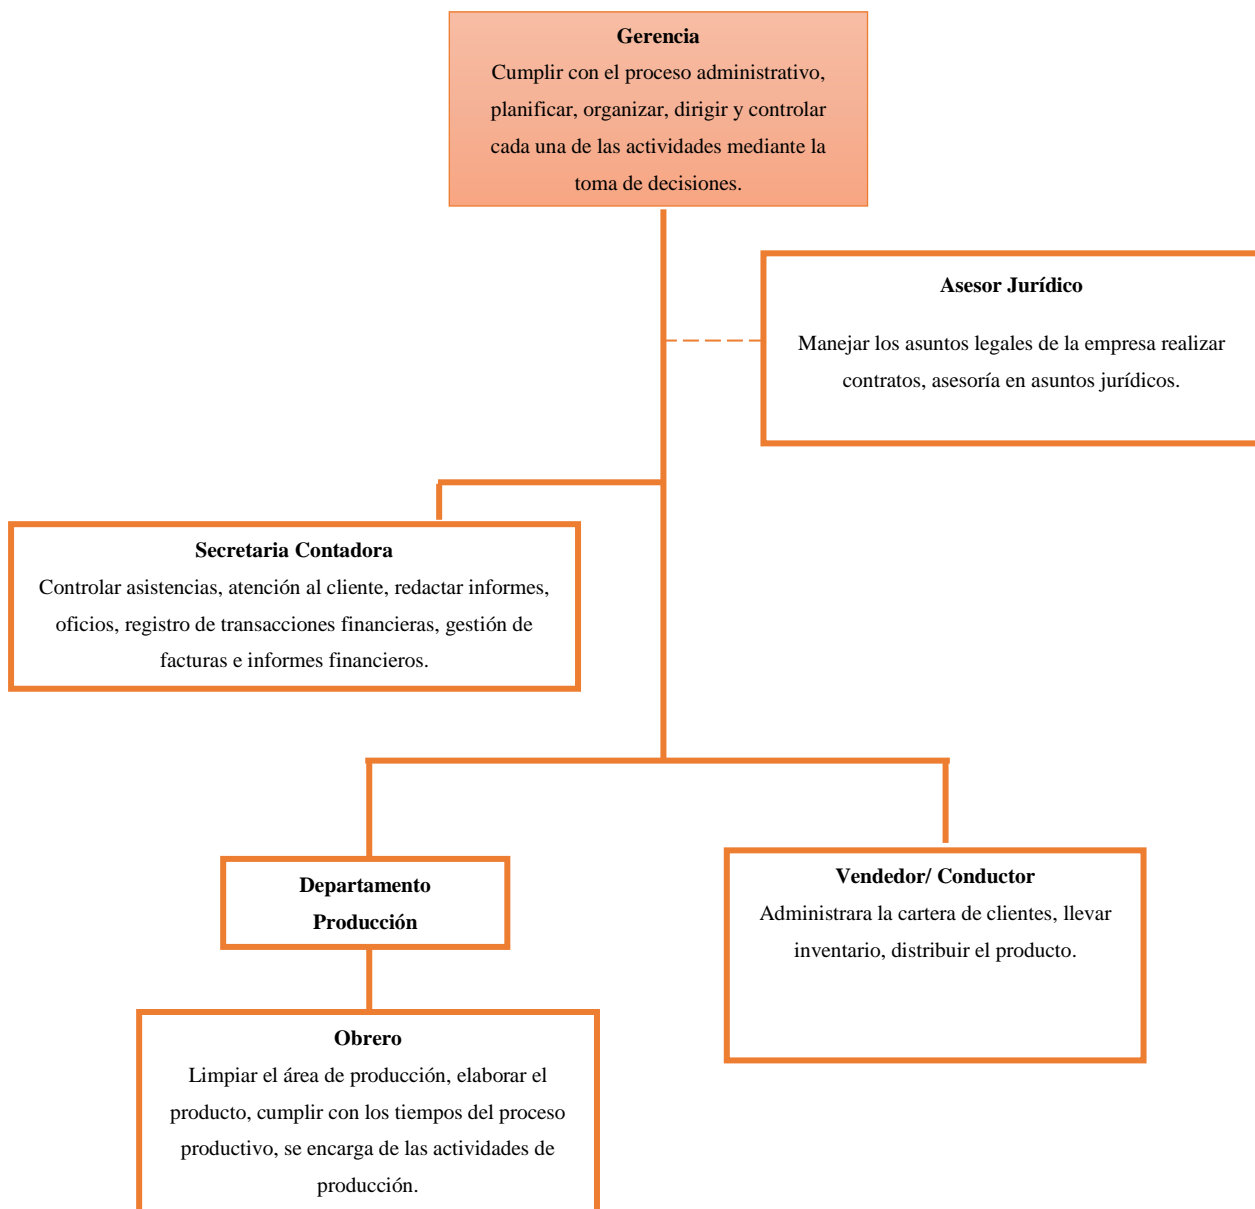 Gerencia
Cumplir con el proceso administrativo,
planificar, organizar, dirigir y controlar
cada una de las actividades mediante la
toma de decisiones.
Asesor Jurídico
Manejar los asuntos legales de la empresa realizar
contratos, asesoría en asuntos jurídicos.
Secretaria Contadora
Controlar asistencias, atención al cliente, redactar informes,
oficios, registro de transacciones financieras, gestión de
facturas e informes financieros.
Departamento
Producción
Vendedor/ Conductor
Administrara la cartera de clientes, llevar
inventario, distribuir el producto.
Obrero
Limpiar el área de producción, elaborar el
producto, cumplir con los tiempos del proceso
productivo, se encarga de las actividades de
producción.